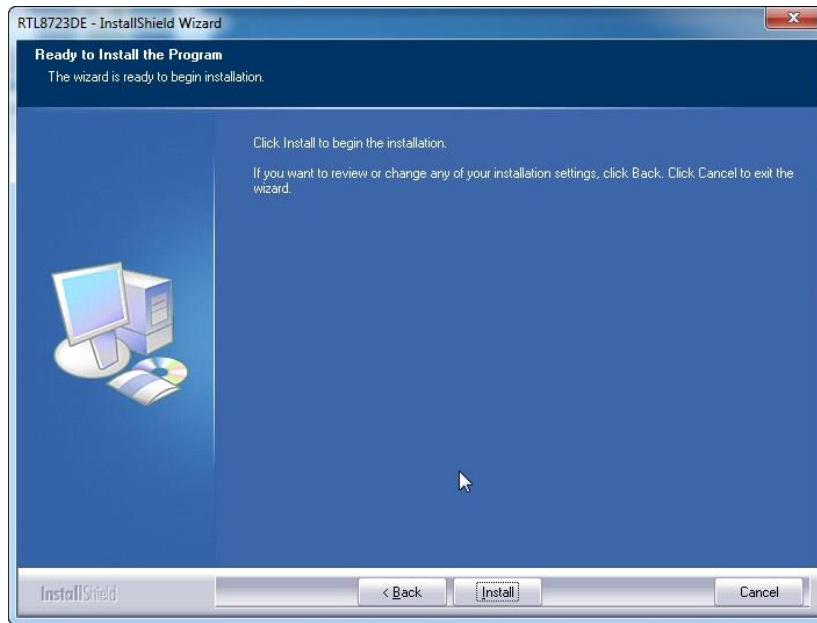 RTL8723DE - InstallShield Wizard
Ready to Install the Program
The wizard is ready to begin installation.
Click Install to begin the installation.
If you want to review or change any of your installation settings, click Back. Click Cancel to exit the
wizard.
InstallShield
< Back
Install
Cancel